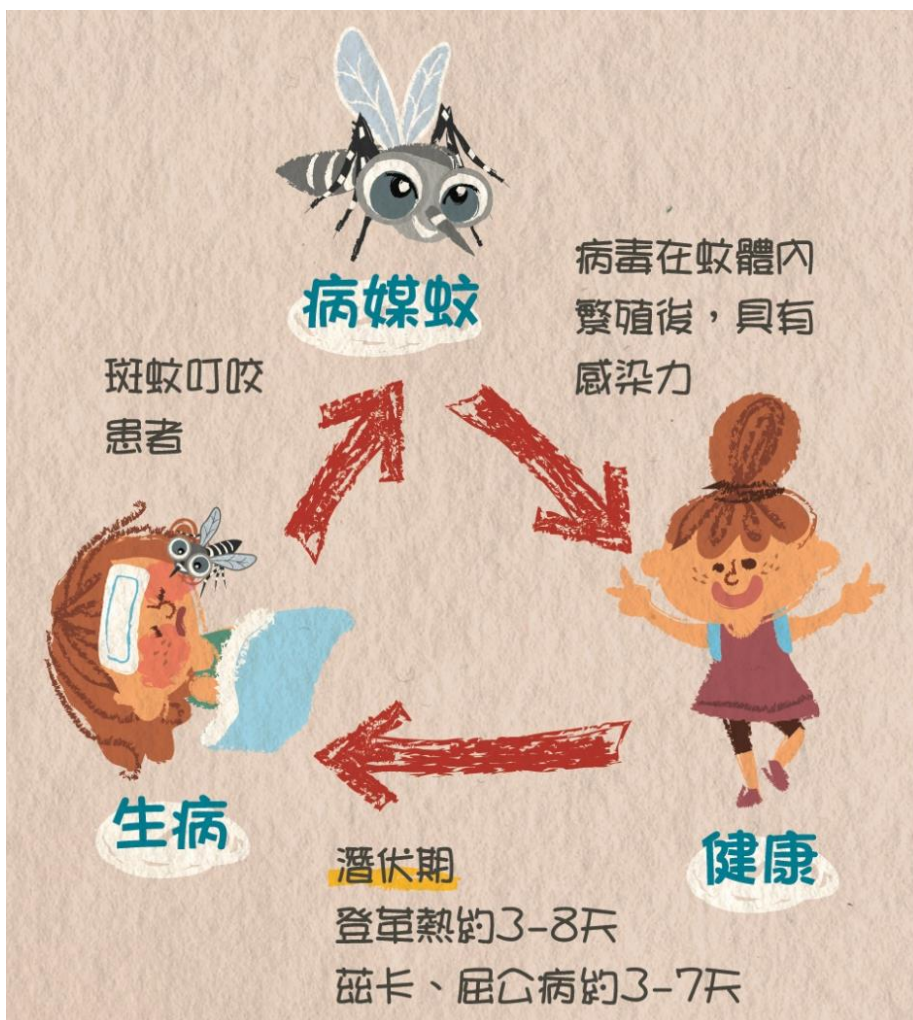 病媒蚊
病毒在蚊體內
繁殖後，具有
感染力
斑蚊叮咬
患者
生病
健康
潛伏期
登革熱約3-8天
茲卡、屈公病約3-7天